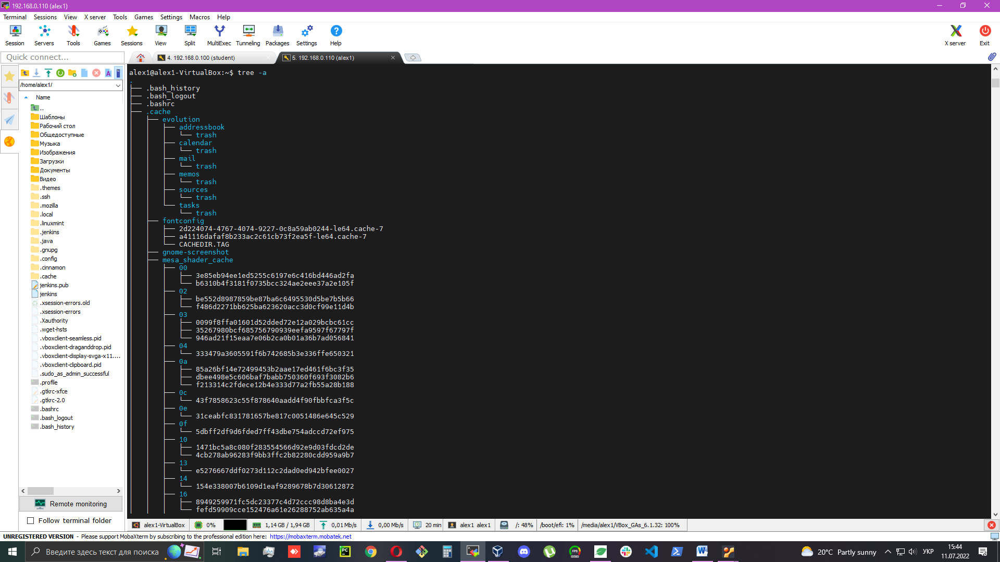 192.168.0.110 (alex1)
Terminal Sessions View X server Tools Games Settings Macros Help
Session Servers Tools Games Sessions View Split MultiExec Tunneling Packages Settings Help X server Exit
Quick connect... 4. 192.168.0.100 (student) 5. 192.168.0.110 (alex1)
/home/alex1/
Name
..
Шаблоны
Рабочий стол
Общедоступные
Музыка
Изображения
Загрузки
Документы
Видео
.themes
.ssh
.mozilla
.local
.linuxmint
.jenkins
.java
.gnupg
.config
.cinnamon
.cache
jenkins.pub
jenkins
.xsession-errors.old
.xsession-errors
.Xauthority
.wget-hsts
.vboxclient-seamless.pid
.vboxclient-draganddrop.pid
.vboxclient-display-svga-x11....
.vboxclient-clipboard.pid
.sudo_as_admin_successful
.profile
.gtkrc-xfce
.gtkrc-2.0
.bashrc
.bash_logout
.bash_history
Remote monitoring
Follow terminal folder
alex1@alex1-VirtualBox:~$ tree -a
.
├── .bash_history
├── .bash_logout
├── .bashrc
├── .cache
│   ├── evolution
│   │   ├── addressbook
│   │   │   └── trash
│   │   ├── calendar
│   │   │   └── trash
│   │   ├── mail
│   │   │   └── trash
│   │   ├── memos
│   │   │   └── trash
│   │   ├── sources
│   │   │   └── trash
│   │   └── tasks
│   │       └── trash
│   ├── fontconfig
│   │   ├── 2d224074-4767-4074-9227-0c8a59ab0244-le64.cache-7
│   │   ├── a41116dafaf8b233ac2c61cb73f2ea5f-le64.cache-7
│   │   └── CACHEDIR.TAG
│   ├── gnome-screenshot
│   ├── mesa_shader_cache
│   │   ├── 00
│   │   │   ├── 3e85eb94ee1ed5255c6197e6c416bd446ad2fa
│   │   │   └── b6310b4f3181f0735bcc324ae2eee37a2e105f
│   │   ├── 02
│   │   │   ├── be552d8987859be87ba6c6495530d5be7b5b66
│   │   │   └── f486d2271bb625ba623620acc3d0cf99e11d4b
│   │   ├── 03
│   │   │   ├── 0099f8ffa01601d52dded72e12a029bcbc61cc
│   │   │   ├── 35267980bcf685756790939eefa9597f67797f
│   │   │   └── 946ad21f15eaa7e06b2ca0b01a36b7ad056841
│   │   ├── 04
│   │   │   └── 333479a3605591f6b742685b3e336ffe650321
│   │   ├── 0a
│   │   │   ├── 85a26bf14e72499453b2aae17ed461f6bc3f35
│   │   │   ├── dbee498e5c606baf7babb750360f693f3082b6
│   │   │   └── f213314c2fdece12b4e333d77a2fb55a28b188
│   │   ├── 0c
│   │   │   └── 43f7858623c55f878640aadd4f90fbbfca3f5c
│   │   ├── 0e
│   │   │   └── 31ceabfc831781657be817c0051486e645c529
│   │   ├── 0f
│   │   │   └── 5dbff2df9d6fded7ff43dbe754adccd72ef975
│   │   ├── 10
│   │   │   ├── 1471bc5a8c080f283554566d92e9d03fdcd2de
│   │   │   └── 4cb278ab96283f9bb3ffc2b82280cdd959a9b7
│   │   ├── 13
│   │   │   └── e5276667ddf0273d112c2dad0ed942bfee0027
│   │   ├── 14
│   │   │   └── 154e338007b6109d1eaf9289678b7d30612872
│   │   ├── 16
│   │   │   ├── 8949259971fc5dc23377c4d72ccc98d8ba4e3d
│   │   │   └── fefd59909cce152476a61e26288752ab635a4a
alex1-VirtualBox 0% 1,14 GB / 1,94 GB 0,01 Mb/s 0,00 Mb/s 20 min alex1 alex1 /: 48% /boot/efi: 1% /media/alex1/VBox_GAs_6.1.32: 100%
UNREGISTERED VERSION - Please support MobaXterm by subscribing to the professional edition here: https://mobaxterm.mobatek.net
Введите здесь текст для поиска 20°C Partly sunny УКР 15:44
11.07.2022